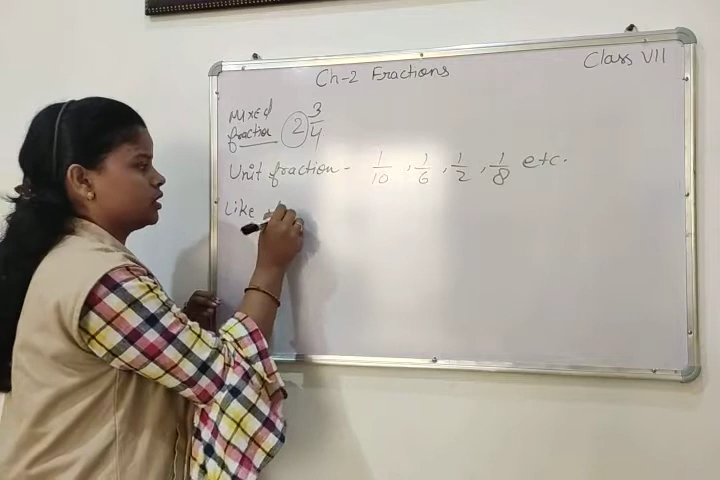 Ch-2 Fractions
Class VII
Mixed
fraction 2 3/4
Unit fraction - 1/10, 1/6, 1/2, 1/8 etc.
Like